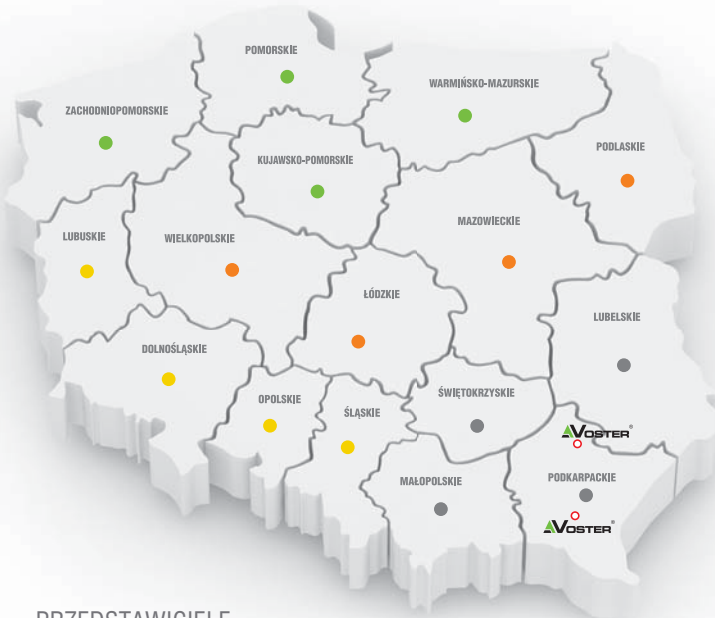 POMORSKIE
WARMIŃSKO-MAZURSKIE
ZACHODNIOPOMORSKIE
PODLASKIE
KUJAWSKO-POMORSKIE
LUBUSKIE
WIELKOPOLSKIE
MAZOWIECKIE
ŁÓDZKIE
LUBELSKIE
DOLNOŚLĄSKIE
OPOLSKIE
ŚLĄSKIE
ŚWIĘTOKRZYSKIE
VOSTER®
MAŁOPOLSKIE
PODKARPACKIE
VOSTER®
PRZEDSTAWICIELE